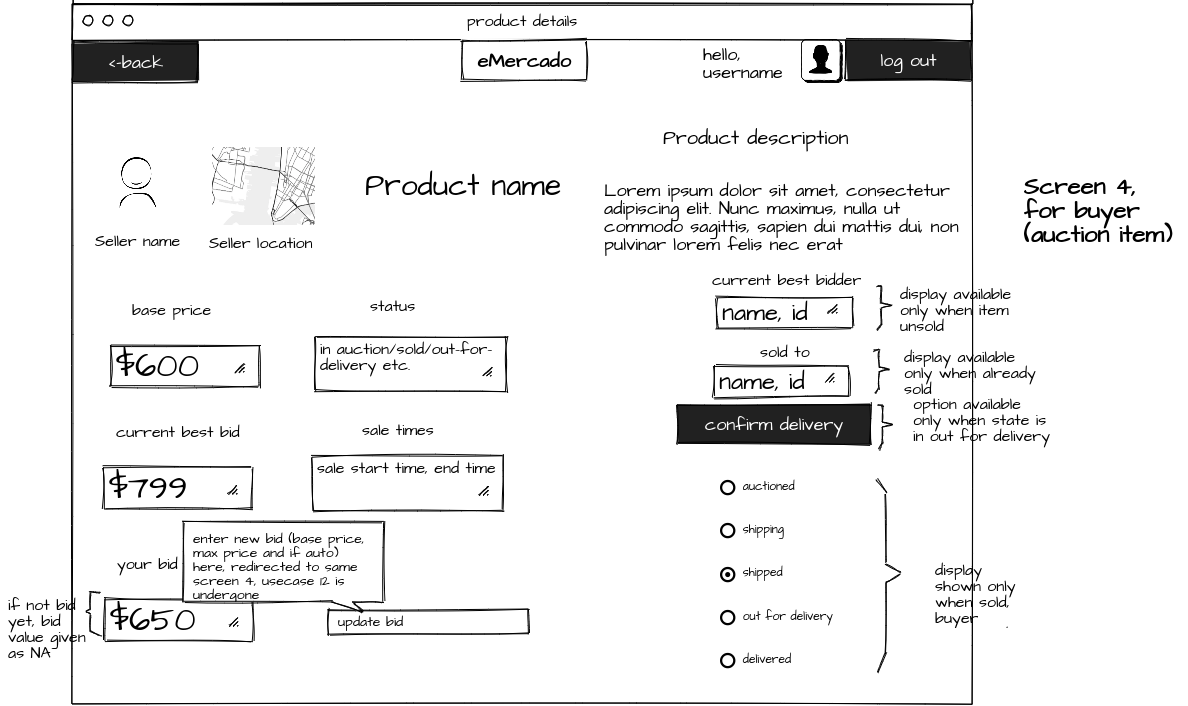 product details
<-back
eMercado
hello,
username
log out
Product description
Product name
Seller name
Seller location
Lorem ipsum dolor sit amet, consectetur
adipiscing elit. Nunc maximus, nulla ut
commodo sagittis, sapien dui mattis dui, non
pulvinar lorem felis nec erat
Screen 4,
for buyer
(auction item)
base price
$600
status
in auction/sold/out-for-
delivery etc.
current best bidder
name, id
display available
only when item
unsold
sold to
name, id
display available
only when already
sold
confirm delivery
option available
only when state is
in out for delivery
current best bid
$799
sale times
sale start time, end time
enter new bid (base price,
max price and if auto)
here, redirected to same
screen 4, usecase 12 is
undergone
your bid
if not bid
yet, bid
value given
as NA
$650
update bid
auctioned
shipping
shipped
out for delivery
delivered
display
shown only
when sold,
buyer